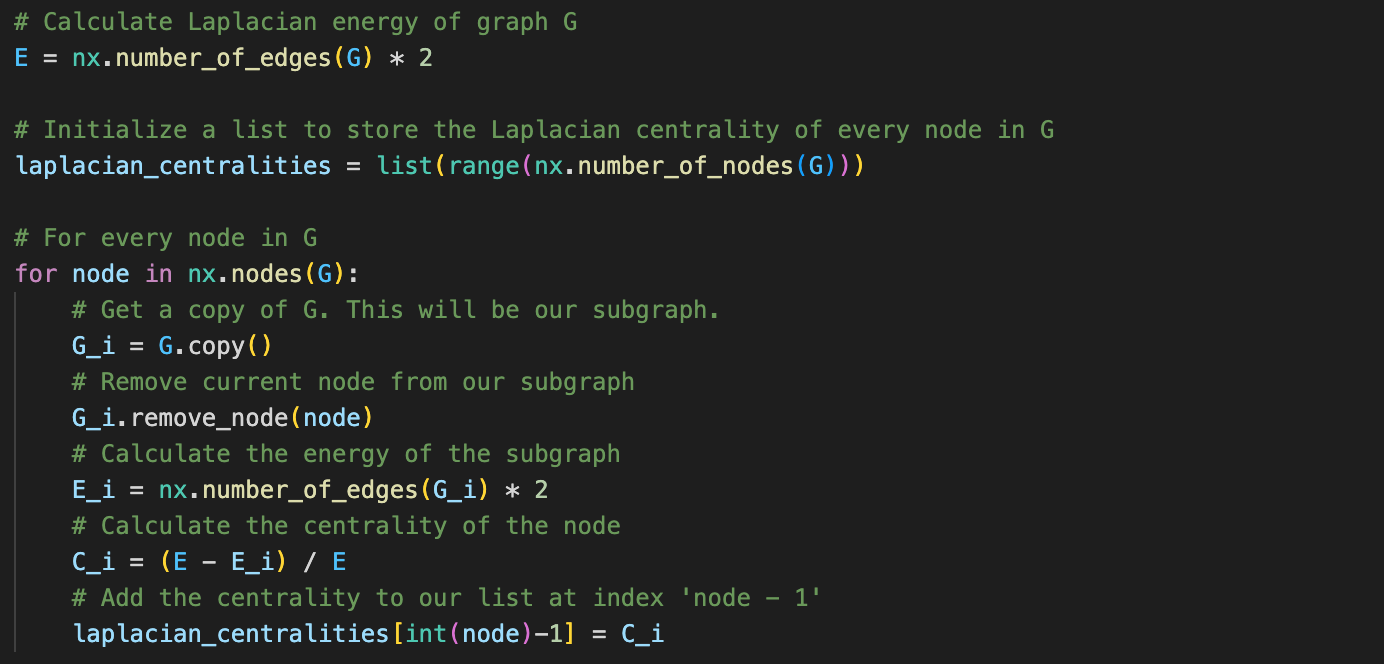 # Calculate Laplacian energy of graph G
E = nx.number_of_edges(G) * 2
# Initialize a list to store the Laplacian centrality of every node in G
laplacian_centralities = list(range(nx.number_of_nodes(G)))
# For every node in G
for node in nx.nodes(G):
    # Get a copy of G. This will be our subgraph.
    G_i = G.copy()
    # Remove current node from our subgraph
    G_i.remove_node(node)
    # Calculate the energy of the subgraph
    E_i = nx.number_of_edges(G_i) * 2
    # Calculate the centrality of the node
    C_i = (E - E_i) / E
    # Add the centrality to our list at index 'node - 1'
    laplacian_centralities[int(node)-1] = C_i